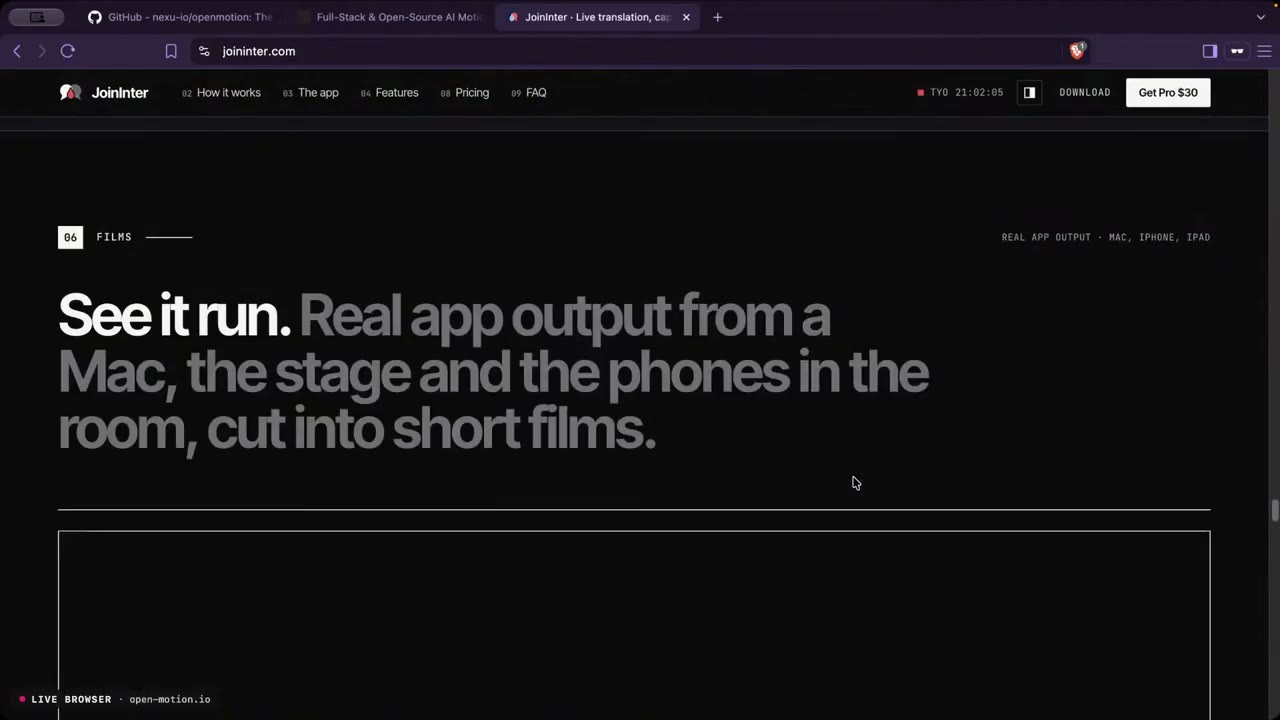 GitHub - nexu-io/openmotion: The
Full-Stack & Open-Source AI Motio
JoinInter · Live translation, cap
joininter.com
JoinInter
02 How it works
03 The app
04 Features
08 Pricing
09 FAQ
TYO 21:02:05
DOWNLOAD
Get Pro $30
06 FILMS
REAL APP OUTPUT · MAC, IPHONE, IPAD
See it run. Real app output from a
Mac, the stage and the phones in the
room, cut into short films.
LIVE BROWSER · open-motion.io